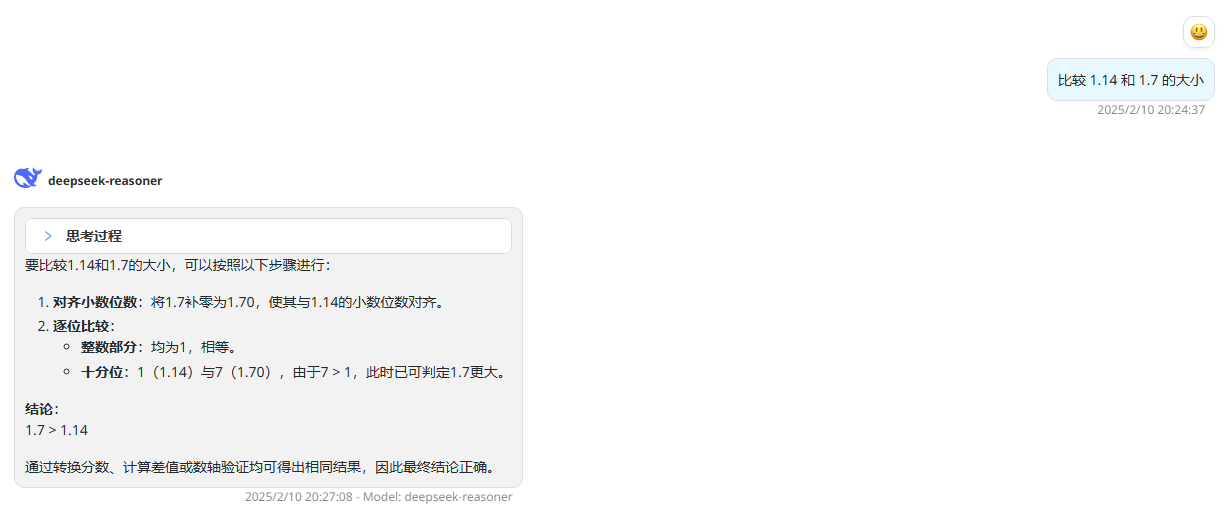 比较 1.14 和 1.7 的大小
2025/2/10 20:24:37
deepseek-reasoner
思考过程
要比较1.14和1.7的大小，可以按照以下步骤进行：
1. 对齐小数位数：将1.7补零为1.70，使其与1.14的小数位数对齐。
2. 逐位比较：
整数部分：均为1，相等。
十分位：1（1.14）与7（1.70），由于7 > 1，此时已可判定1.7更大。
结论：
1.7 > 1.14
通过转换分数、计算差值或数轴验证均可得出相同结果，因此最终结论正确。
2025/2/10 20:27:08 - Model: deepseek-reasoner